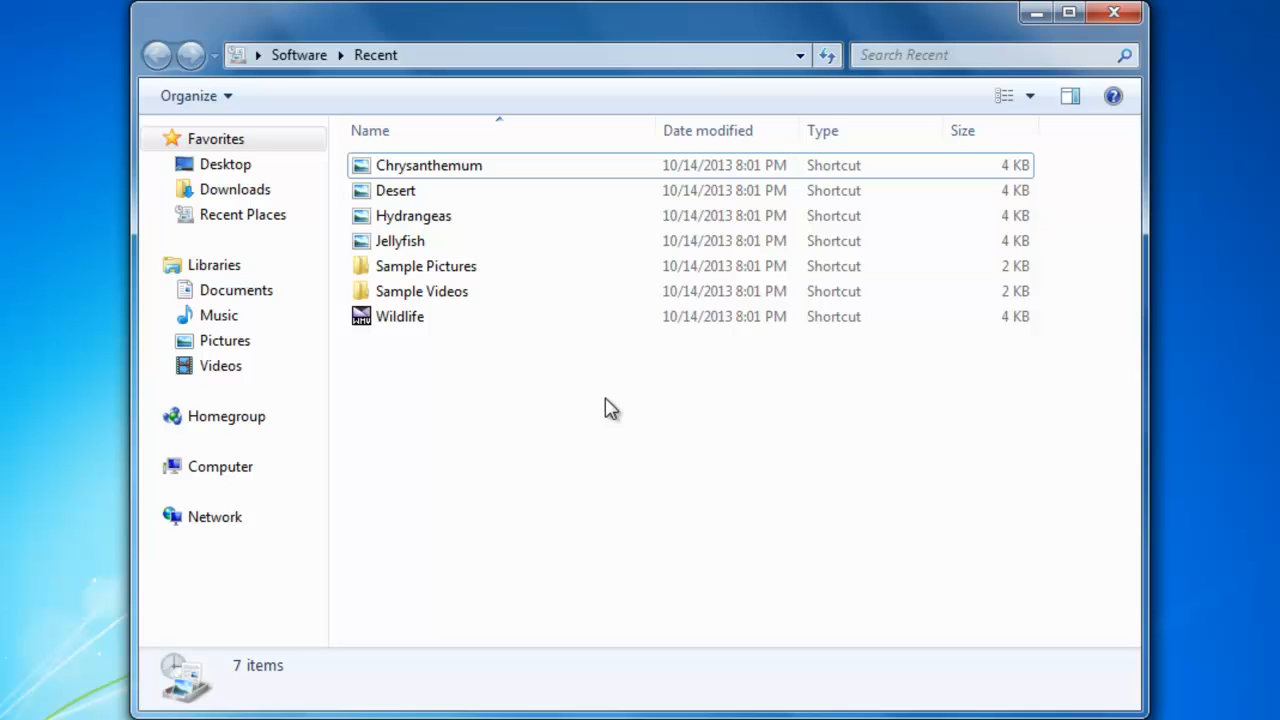 Software Recent
Search Recent
Organize
Favorites
Desktop
Downloads
Recent Places
Libraries
Documents
Music
Pictures
Videos
Homegroup
Computer
Network
Name Date modified Type Size
Chrysanthemum 10/14/2013 8:01 PM Shortcut 4 KB
Desert 10/14/2013 8:01 PM Shortcut 4 KB
Hydrangeas 10/14/2013 8:01 PM Shortcut 4 KB
Jellyfish 10/14/2013 8:01 PM Shortcut 4 KB
Sample Pictures 10/14/2013 8:01 PM Shortcut 2 KB
Sample Videos 10/14/2013 8:01 PM Shortcut 2 KB
WMV Wildlife 10/14/2013 8:01 PM Shortcut 4 KB
7 items